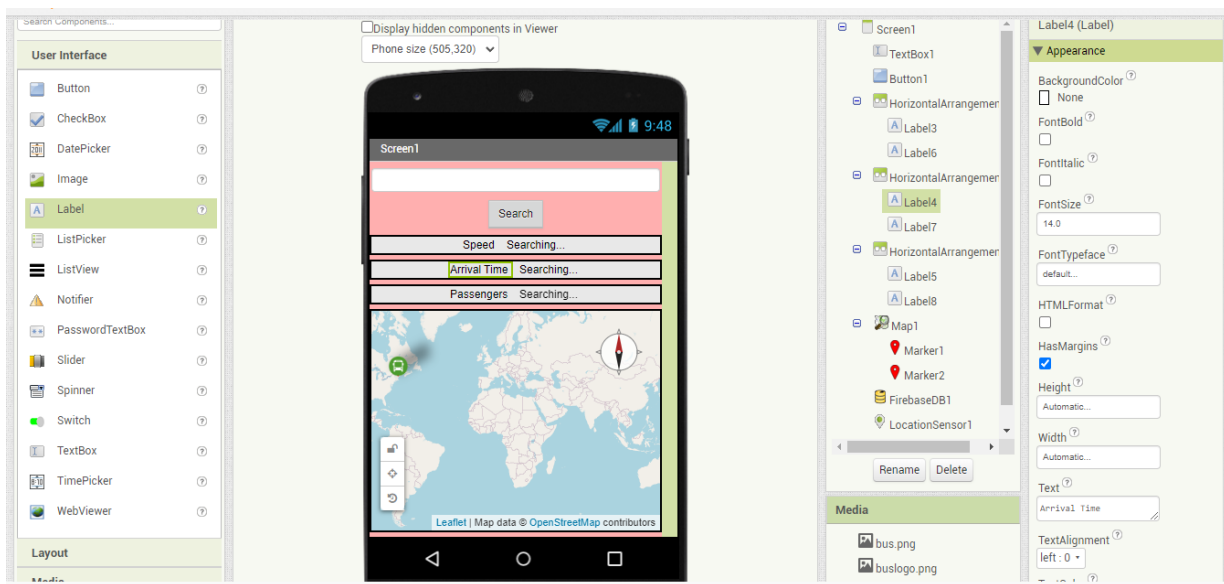 Search Components...
User Interface
Button
CheckBox
DatePicker
Image
Label
ListPicker
ListView
Notifier
PasswordTextBox
Slider
Spinner
Switch
TextBox
TimePicker
WebViewer
Layout
Media
Display hidden components in Viewer
Phone size (505,320)
9:48
Screen1
Search
Speed Searching...
Arrival Time Searching...
Passengers Searching...
Leaflet | Map data © OpenStreetMap contributors
Screen1
TextBox1
Button1
HorizontalArrangemen
Label3
Label6
HorizontalArrangemen
Label4
Label7
HorizontalArrangemen
Label5
Label8
Map1
Marker1
Marker2
FirebaseDB1
LocationSensor1
Rename Delete
Media
bus.png
buslogo.png
Label4 (Label)
Appearance
BackgroundColor
None
FontBold
FontItalic
FontSize
14.0
FontTypeface
default...
HTMLFormat
HasMargins
Height
Automatic...
Width
Automatic...
Text
Arrival Time
TextAlignment
left : 0